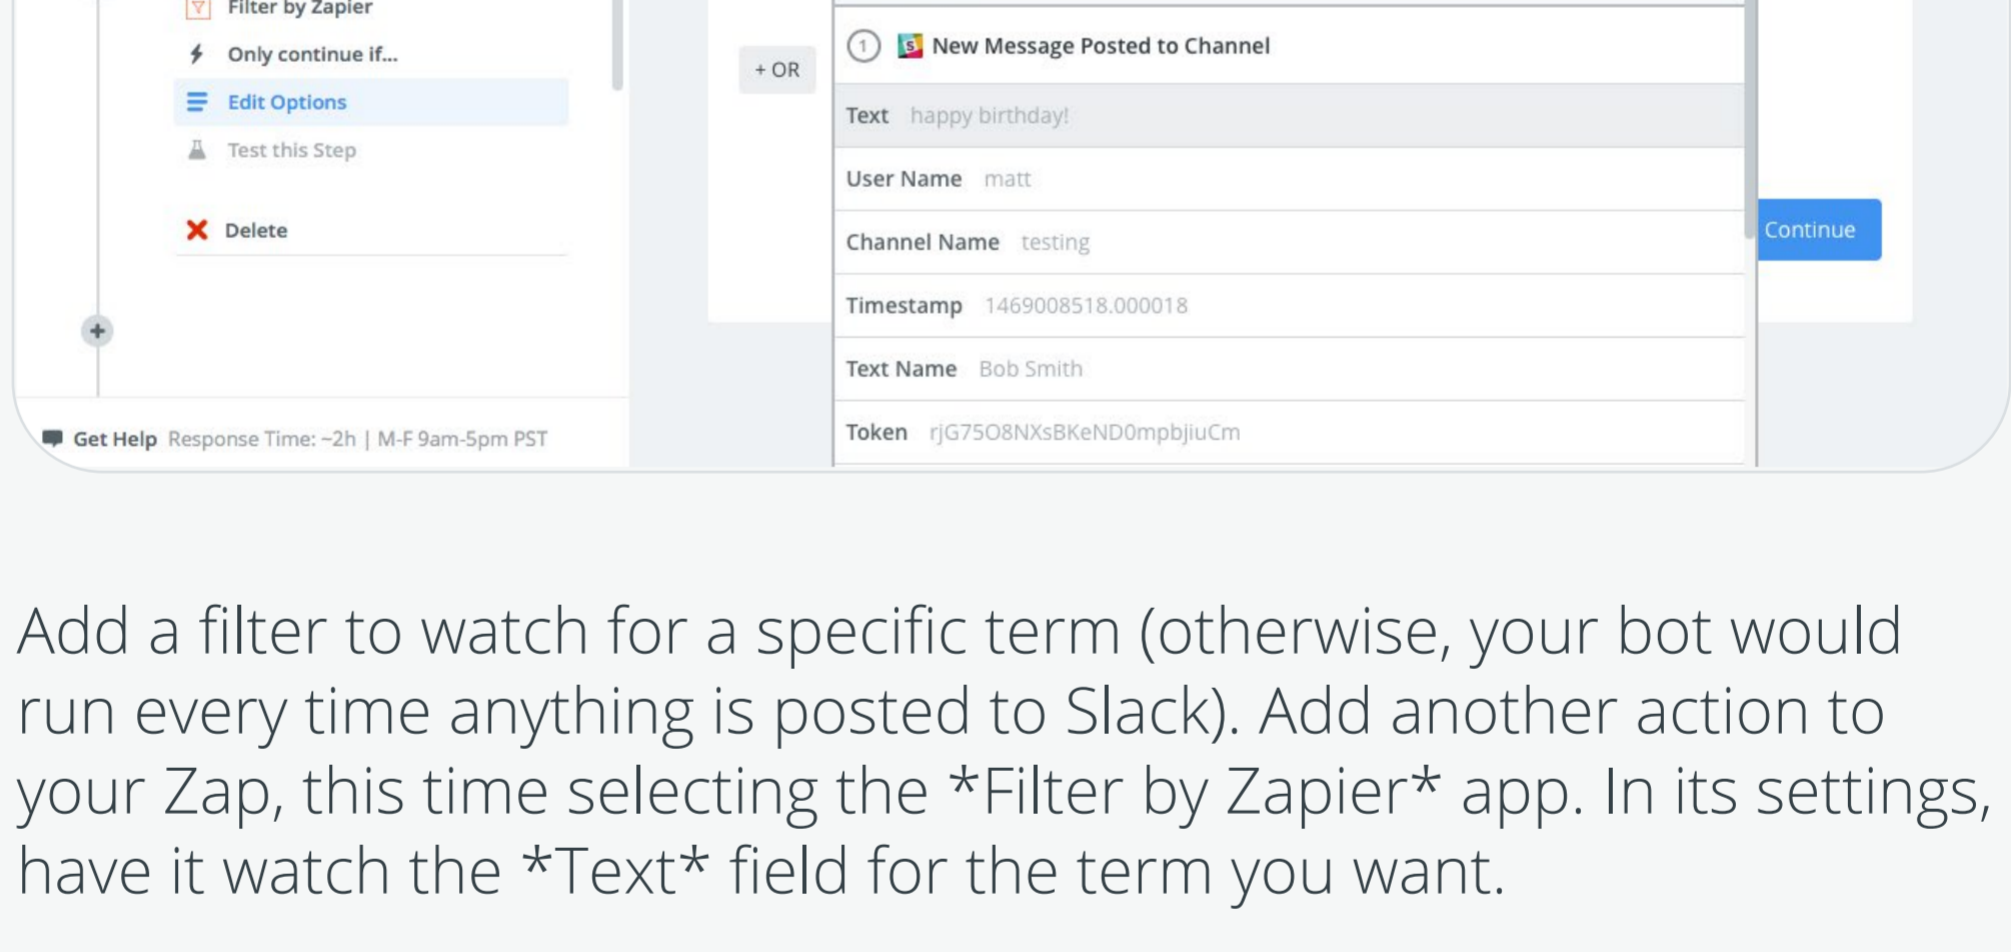 Filter by Zapier
Only continue if...
Edit Options
Test this Step
Delete
+
Get Help Response Time: ~2h | M-F 9am-5pm PST
+ OR
1 New Message Posted to Channel
Text happy birthday!
User Name matt
Channel Name testing
Timestamp 1469008518.000018
Text Name Bob Smith
Token rjG75O8NXsBKeND0mpbjiuCm
Continue
Add a filter to watch for a specific term (otherwise, your bot would
run every time anything is posted to Slack). Add another action to
your Zap, this time selecting the *Filter by Zapier* app. In its settings,
have it watch the *Text* field for the term you want.